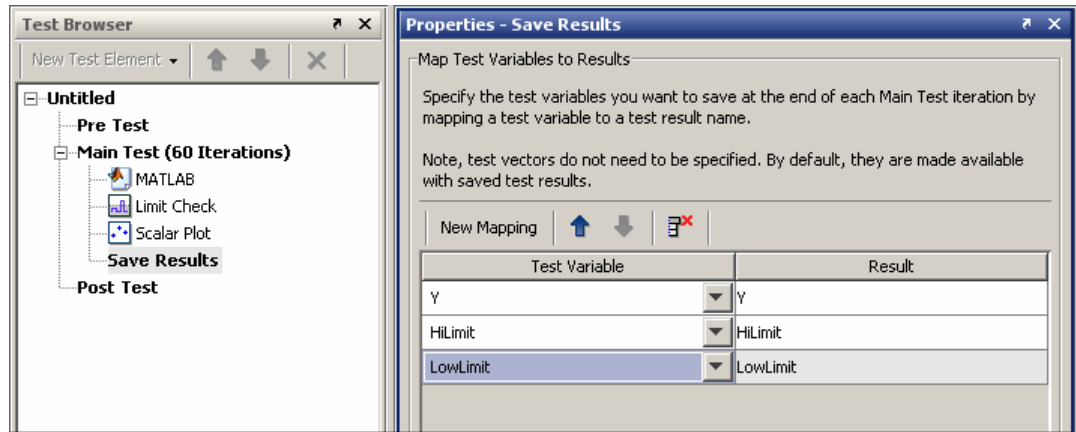 Test Browser
New Test Element
Untitled
Pre Test
Main Test (60 Iterations)
MATLAB
Limit Check
Scalar Plot
Save Results
Post Test
Properties - Save Results
Map Test Variables to Results
Specify the test variables you want to save at the end of each Main Test iteration by
mapping a test variable to a test result name.
Note, test vectors do not need to be specified. By default, they are made available
with saved test results.
New Mapping
Test Variable Result
Y Y
HiLimit HiLimit
LowLimit LowLimit